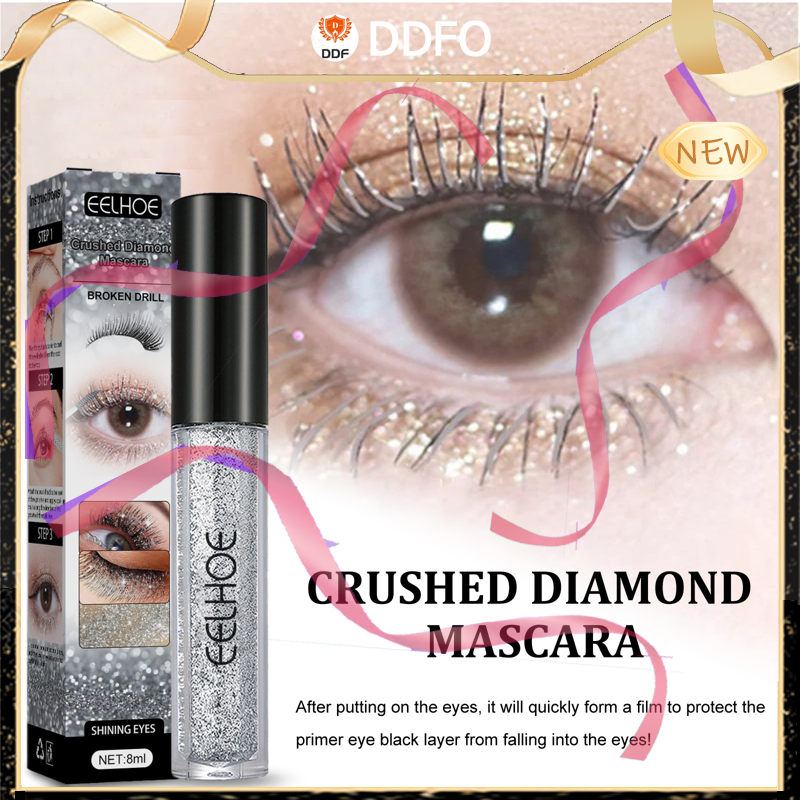 DDF
DDFO
NEW
Instructions
EELHOE
STEP 1
Crushed Diamond
Mascara
BROKEN DRILL
STEP 2
STEP 3
EELHOE
SHINING EYES
NET:8ml
CRUSHED DIAMOND
MASCARA
After putting on the eyes, it will quickly form a film to protect the
primer eye black layer from falling into the eyes!